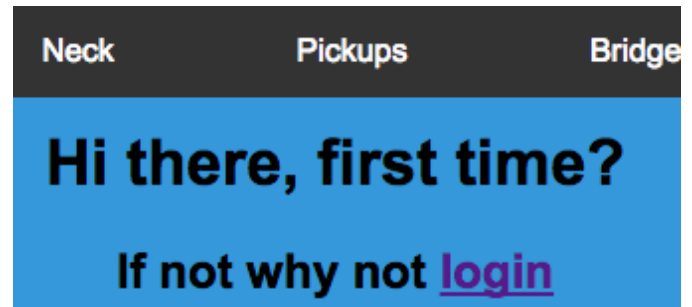 Neck Pickups Bridge
Hi there, first time?
If not why not login